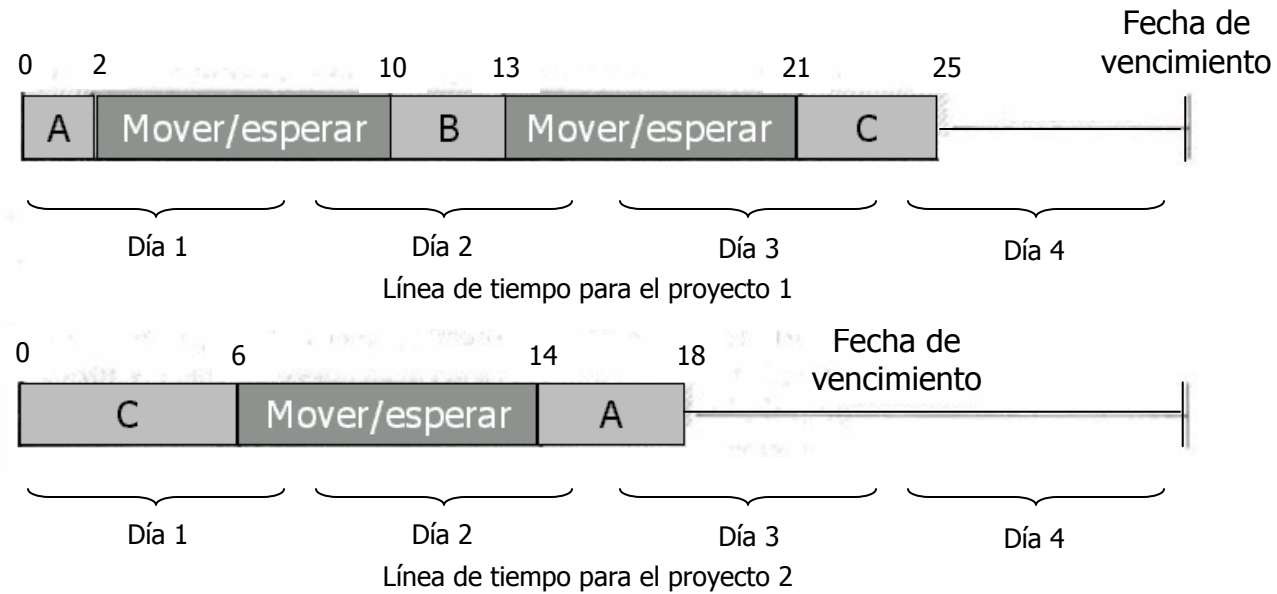 Fecha de
vencimiento
0 2 10 13 21 25
A Mover/esperar B Mover/esperar C
Día 1 Día 2 Día 3 Día 4
Línea de tiempo para el proyecto 1
Fecha de
vencimiento
0 6 14 18
C Mover/esperar A
Día 1 Día 2 Día 3 Día 4
Línea de tiempo para el proyecto 2